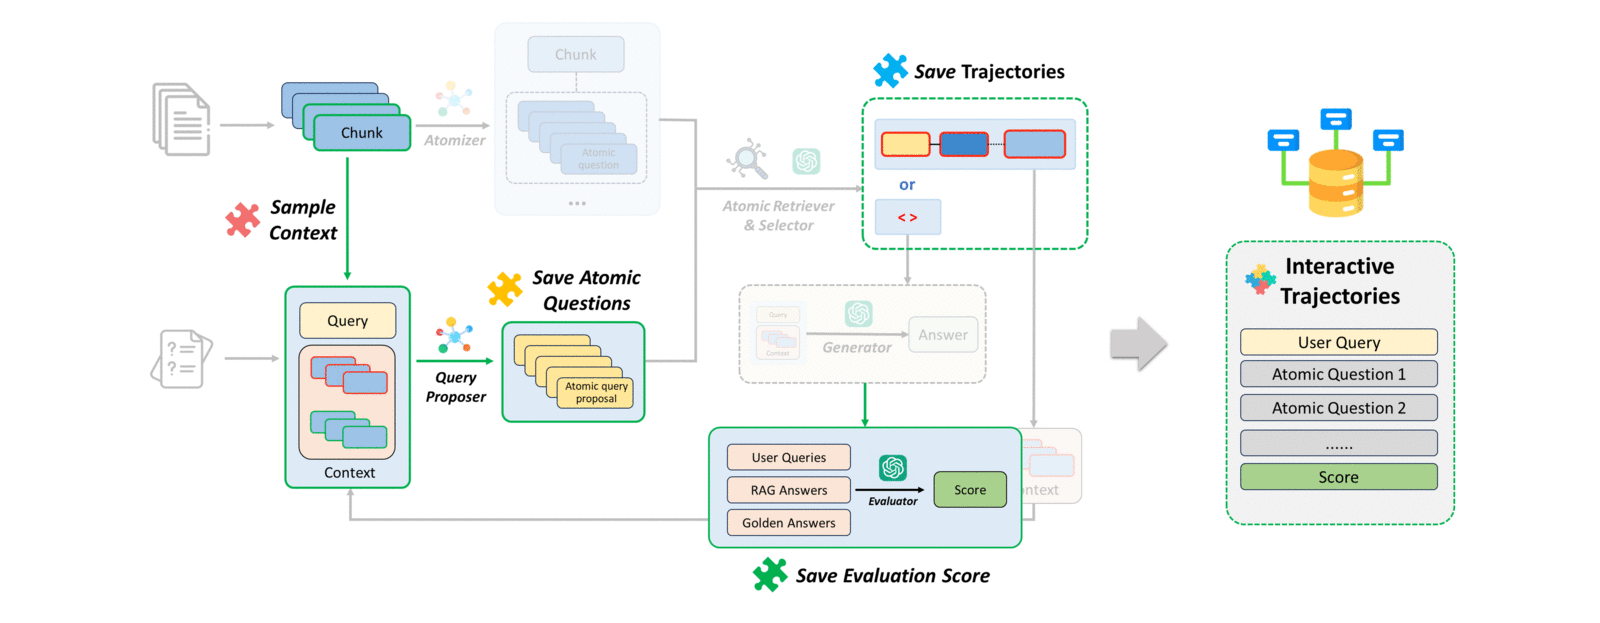 Chunk
Atomic
question
...
Chunk
Atomizer
Sample
Context
Save Trajectories
or
< >
Atomic Retriever
& Selector
Save Atomic
Questions
Query
Context
Query
Proposer
Atomic query
proposal
Query
Context
Generator
Answer
User Queries
RAG Answers
Golden Answers
Evaluator
Score
ontext
Save Evaluation Score
Interactive
Trajectories
User Query
Atomic Question 1
Atomic Question 2
......
Score